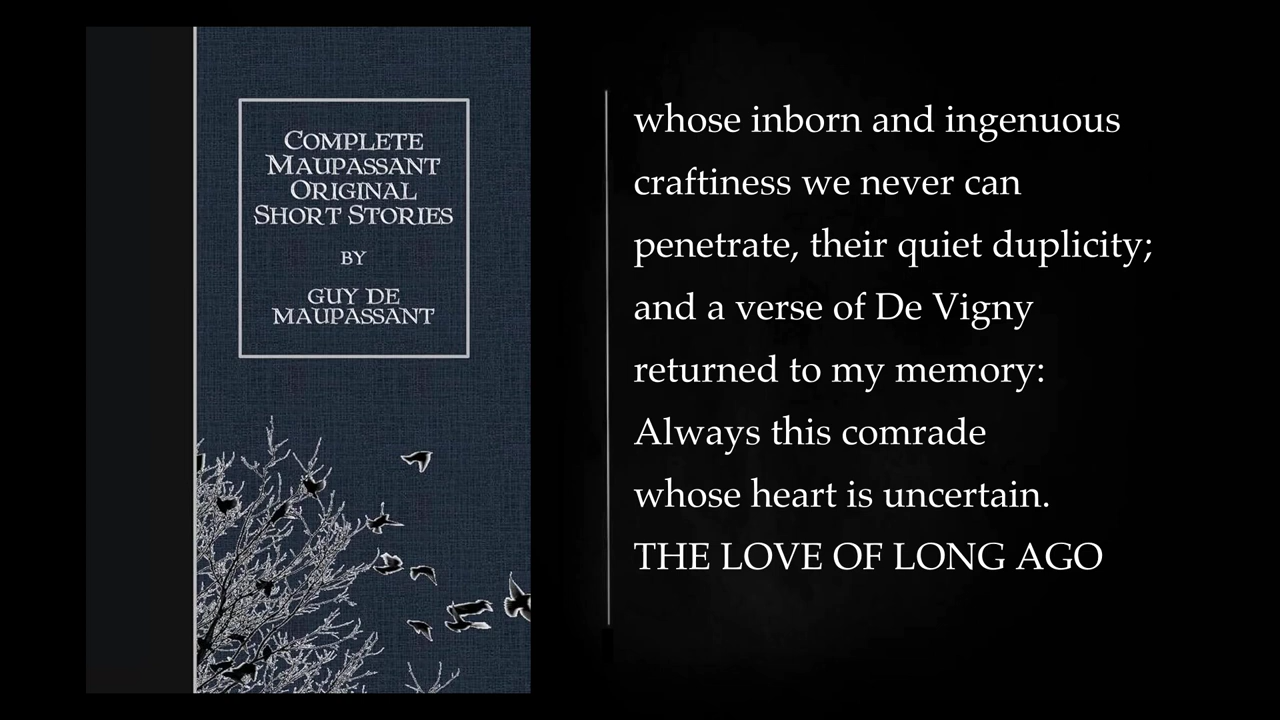 COMPLETE
MAUPASSANT
ORIGINAL
SHORT STORIES
BY
GUY DE
MAUPASSANT
whose inborn and ingenuous
craftiness we never can
penetrate, their quiet duplicity;
and a verse of De Vigny
returned to my memory:
Always this comrade
whose heart is uncertain.
THE LOVE OF LONG AGO